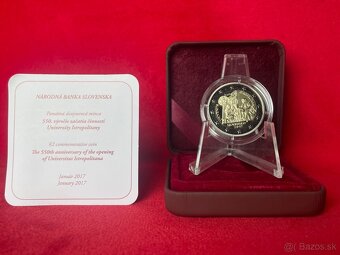 NÁRODNÁ BANKA SLOVENSKA
Pamätná dvojeurová minca
550. výročie začatia činnosti
Univerzity Istropolitany
€2 commemorative coin
The 550th anniversary of the opening
of Universitas Istropolitana
Január 2017
January 2017
Bazos.sk